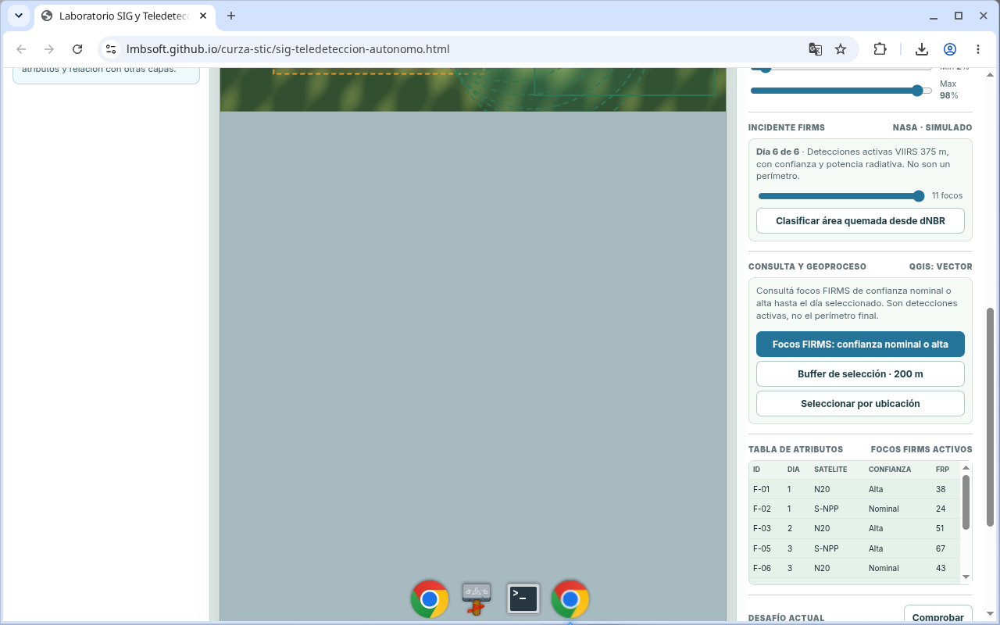 Laboratorio SIG y Teledetec
lmbsoft.github.io/curza-stic/sig-teledeteccion-autonomo.html
atributos y relación con otras capas.
Min 2%
Max
98%
INCIDENTE FIRMS
NASA · SIMULADO
Día 6 de 6 · Detecciones activas VIIRS 375 m,
con confianza y potencia radiativa. No son un
perímetro.
11 focos
Clasificar área quemada desde dNBR
CONSULTA Y GEOPROCESO
QGIS: VECTOR
Consultá focos FIRMS de confianza nominal o
alta hasta el día seleccionado. Son detecciones
activas, no el perímetro final.
Focos FIRMS: confianza nominal o alta
Buffer de selección · 200 m
Seleccionar por ubicación
TABLA DE ATRIBUTOS
FOCOS FIRMS ACTIVOS
ID DIA SATELITE CONFIANZA FRP
F-01 1 N20 Alta 38
F-02 1 S-NPP Nominal 24
F-03 2 N20 Alta 51
F-05 3 S-NPP Alta 67
F-06 3 N20 Nominal 43
DESAFÍO ACTUAL
Comprobar